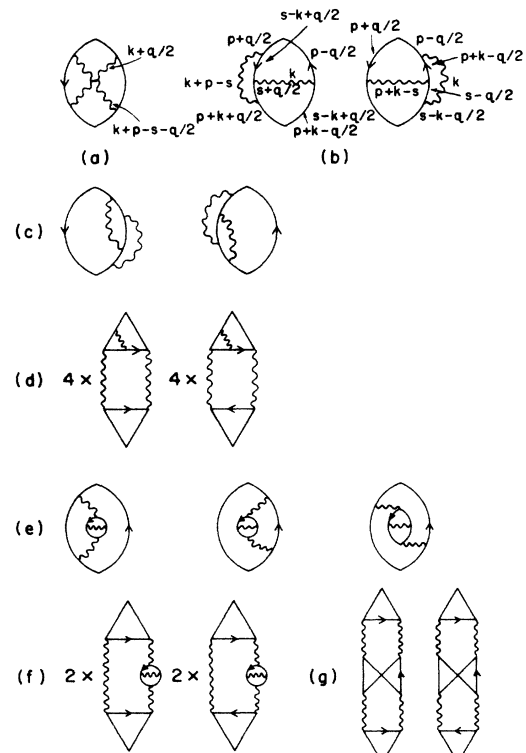 k+q/2
k+p-s-q/2
(a)
s-k+q/2
p+q/2
p-q/2
k
k+p-s
s+q/2
p+k+q/2
s-k+q/2
p+k-q/2
(b)
p+q/2
p-q/2
p+k-q/2
k
p+k-s
s-q/2
s-k-q/2
(c)
(d) 4× 4×
(e)
(f) 2× 2× (g)